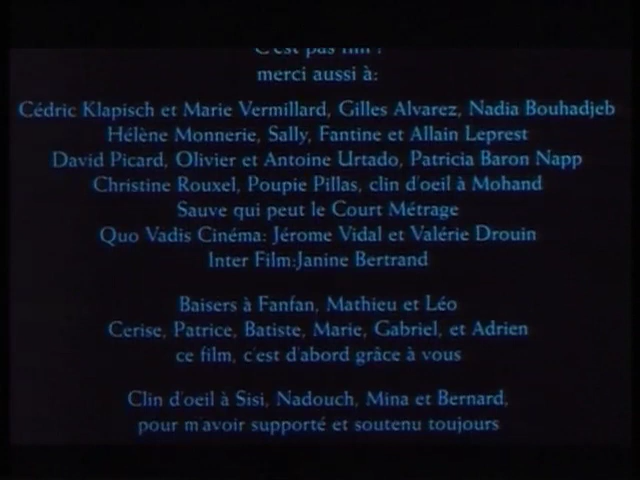 C'est pas fini !
merci aussi à:
Cédric Klapisch et Marie Vermillard, Gilles Alvarez, Nadia Bouhadjeb
Hélène Monnerie, Sally, Fantine et Allain Leprest
David Picard, Olivier et Antoine Urtado, Patricia Baron Napp
Christine Rouxel, Poupie Pillas, clin d'oeil à Mohand
Sauve qui peut le Court Métrage
Quo Vadis Cinéma: Jérome Vidal et Valérie Drouin
Inter Film:Janine Bertrand
Baisers à Fanfan, Mathieu et Léo
Cerise, Patrice, Batiste, Marie, Gabriel, et Adrien
ce film, c'est d'abord grâce à vous
Clin d'oeil à Sisi, Nadouch, Mina et Bernard,
pour m'avoir supporté et soutenu toujours